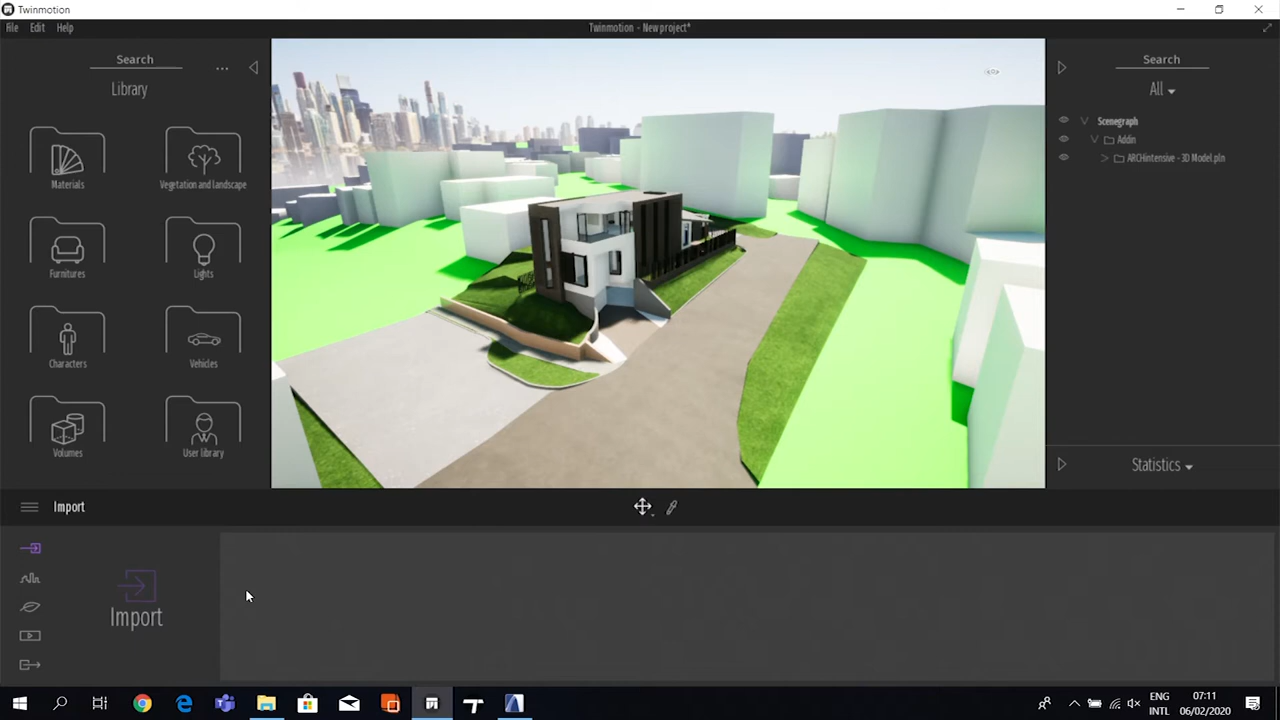 Twinmotion
File Edit Help
Twinmotion - New project*
Search
...
Library
Materials
Vegetation and landscape
Furnitures
Lights
Characters
Vehicles
Volumes
User library
Search
All
Scenegraph
Addin
ARCHintensive - 3D Model.pln
Statistics
Import
Import
ENG
INTL
07:11
06/02/2020